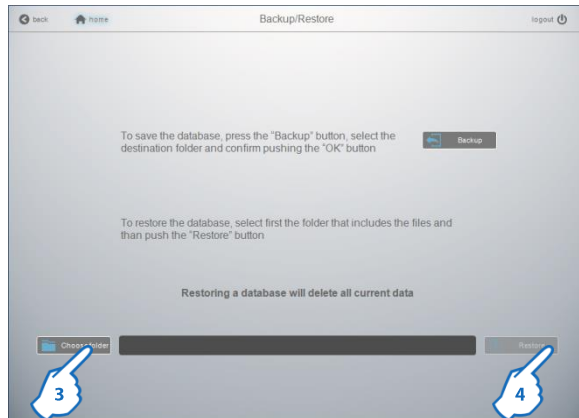 back
home
Backup/Restore
logout
To save the database, press the "Backup" button, select the
destination folder and confirm pushing the "OK" button
Backup
To restore the database, select first the folder that includes the files and
than push the "Restore" button
Restoring a database will delete all current data
Choose folder
Restore
3
4